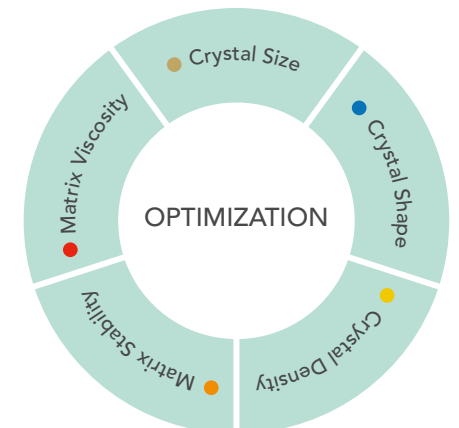 Crystal Size
Crystal Shape
Crystal Density
Matrix Stability
Matrix Viscosity
OPTIMIZATION